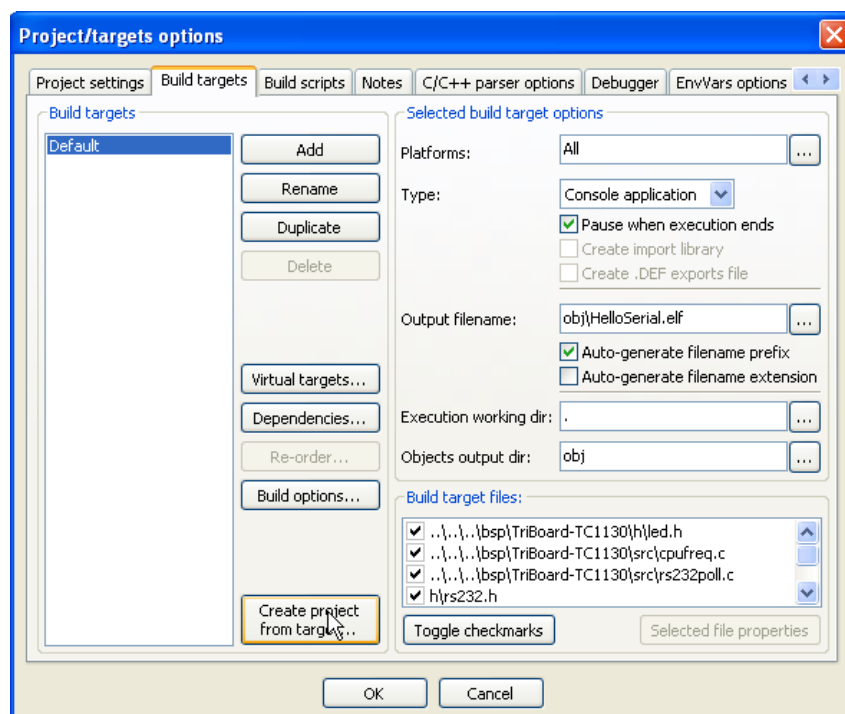 Project/targets options
Project settings Build targets Build scripts Notes C/C++ parser options Debugger EnvVars options
Build targets
Default
Add
Rename
Duplicate
Delete
Virtual targets...
Dependencies...
Re-order...
Build options...
Create project
from target...
Selected build target options
Platforms: All ...
Type: Console application
Pause when execution ends
Create import library
Create .DEF exports file
Output filename: obj\HelloSerial.elf ...
Auto-generate filename prefix
Auto-generate filename extension
Execution working dir: . ...
Objects output dir: obj ...
Build target files:
..\..\..\bsp\TriBoard-TC1130\h\led.h
..\..\..\bsp\TriBoard-TC1130\src\cpufreq.c
..\..\..\bsp\TriBoard-TC1130\src\rs232poll.c
h\rs232.h
Toggle checkmarks Selected file properties
OK Cancel